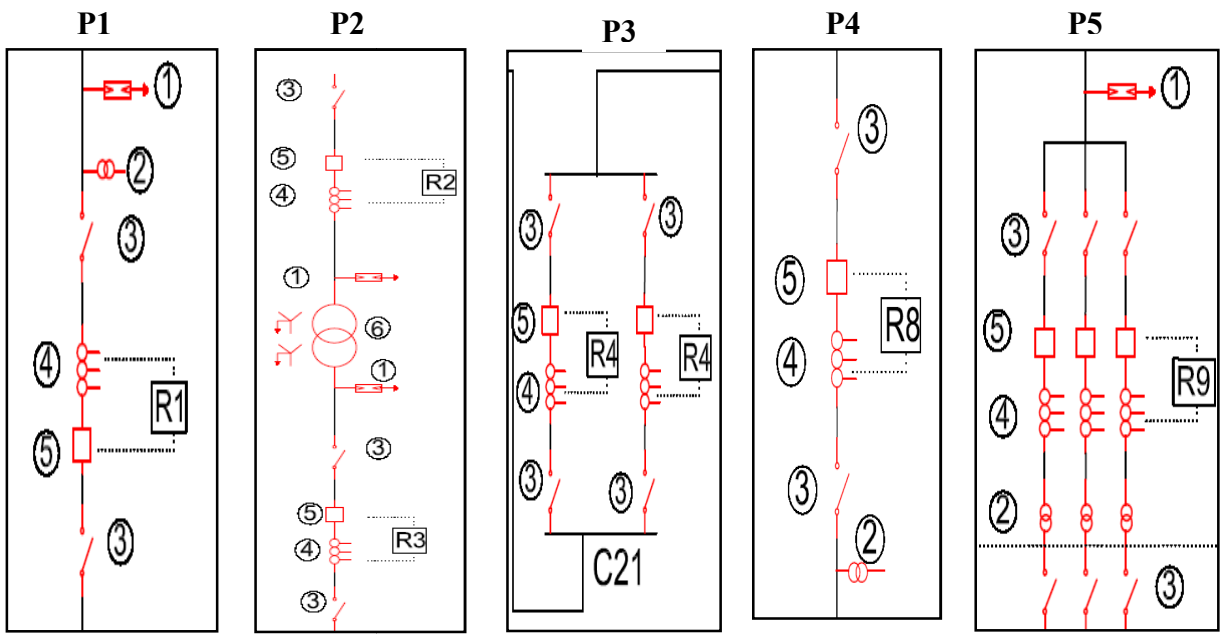 P1
①
②
③
④
R1
⑤
③
P2
③
⑤
④
R2
①
⑥
①
③
⑤
④
R3
③
P3
③
③
⑤
R4
R4
④
③
③
C21
P4
③
⑤
R8
④
③
②
P5
①
③
⑤
R9
④
②
③